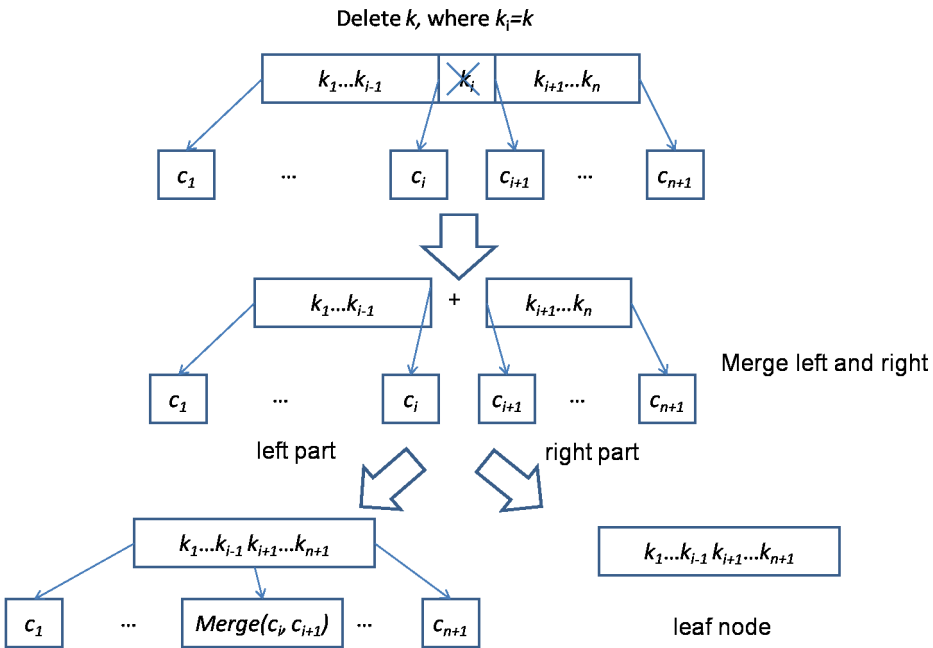 Delete k, where kᵢ=k
k₁...kᵢ₋₁ kᵢ kᵢ₊₁...kₙ
c₁ ... cᵢ cᵢ₊₁ ... cₙ₊₁
k₁...kᵢ₋₁ + kᵢ₊₁...kₙ
Merge left and right
c₁ ... cᵢ cᵢ₊₁ ... cₙ₊₁
left part right part
k₁...kᵢ₋₁ kᵢ₊₁...kₙ₊₁ k₁...kᵢ₋₁ kᵢ₊₁...kₙ₊₁
c₁ ... Merge(cᵢ, cᵢ₊₁) ... cₙ₊₁
leaf node